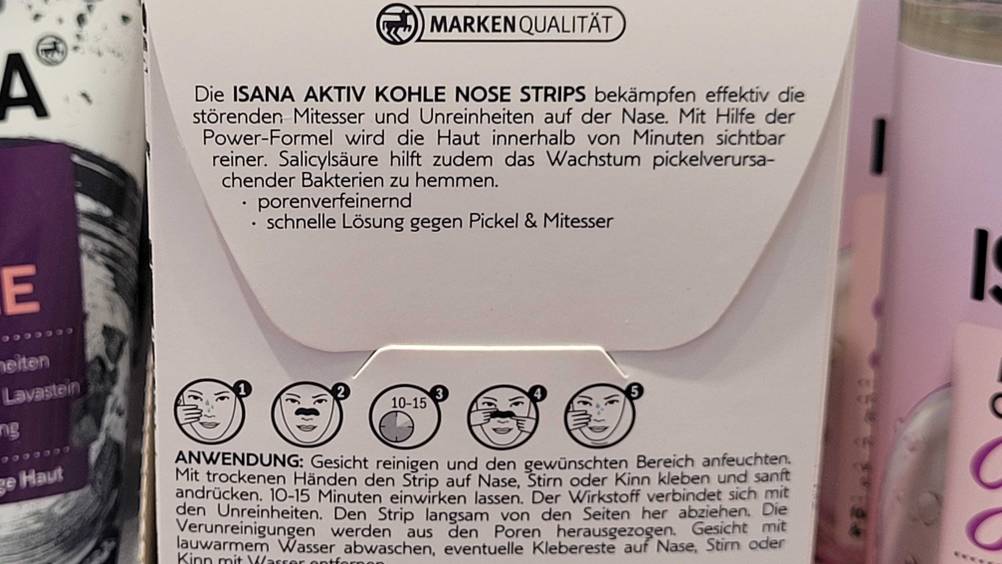 MARKENQUALITÄT
Die ISANA AKTIV KOHLE NOSE STRIPS bekämpfen effektiv die
störenden Mitesser und Unreinheiten auf der Nase. Mit Hilfe der
Power-Formel wird die Haut innerhalb von Minuten sichtbar
reiner. Salicylsäure hilft zudem das Wachstum pickelverursa-
chender Bakterien zu hemmen.
· porenverfeinernd
· schnelle Lösung gegen Pickel & Mitesser
1
2
10-15 3
4
5
ANWENDUNG: Gesicht reinigen und den gewünschten Bereich anfeuchten.
Mit trockenen Händen den Strip auf Nase, Stirn oder Kinn kleben und sanft
andrücken. 10-15 Minuten einwirken lassen. Der Wirkstoff verbindet sich mit
den Unreinheiten. Den Strip langsam von den Seiten her abziehen. Die
Verunreinigungen werden aus den Poren herausgezogen. Gesicht mit
lauwarmem Wasser abwaschen, eventuelle Klebereste auf Nase, Stirn oder
Kinn mit Wasser entfernen.
A
E
heiten
Lavastein
ng
ge Haut
I
IS